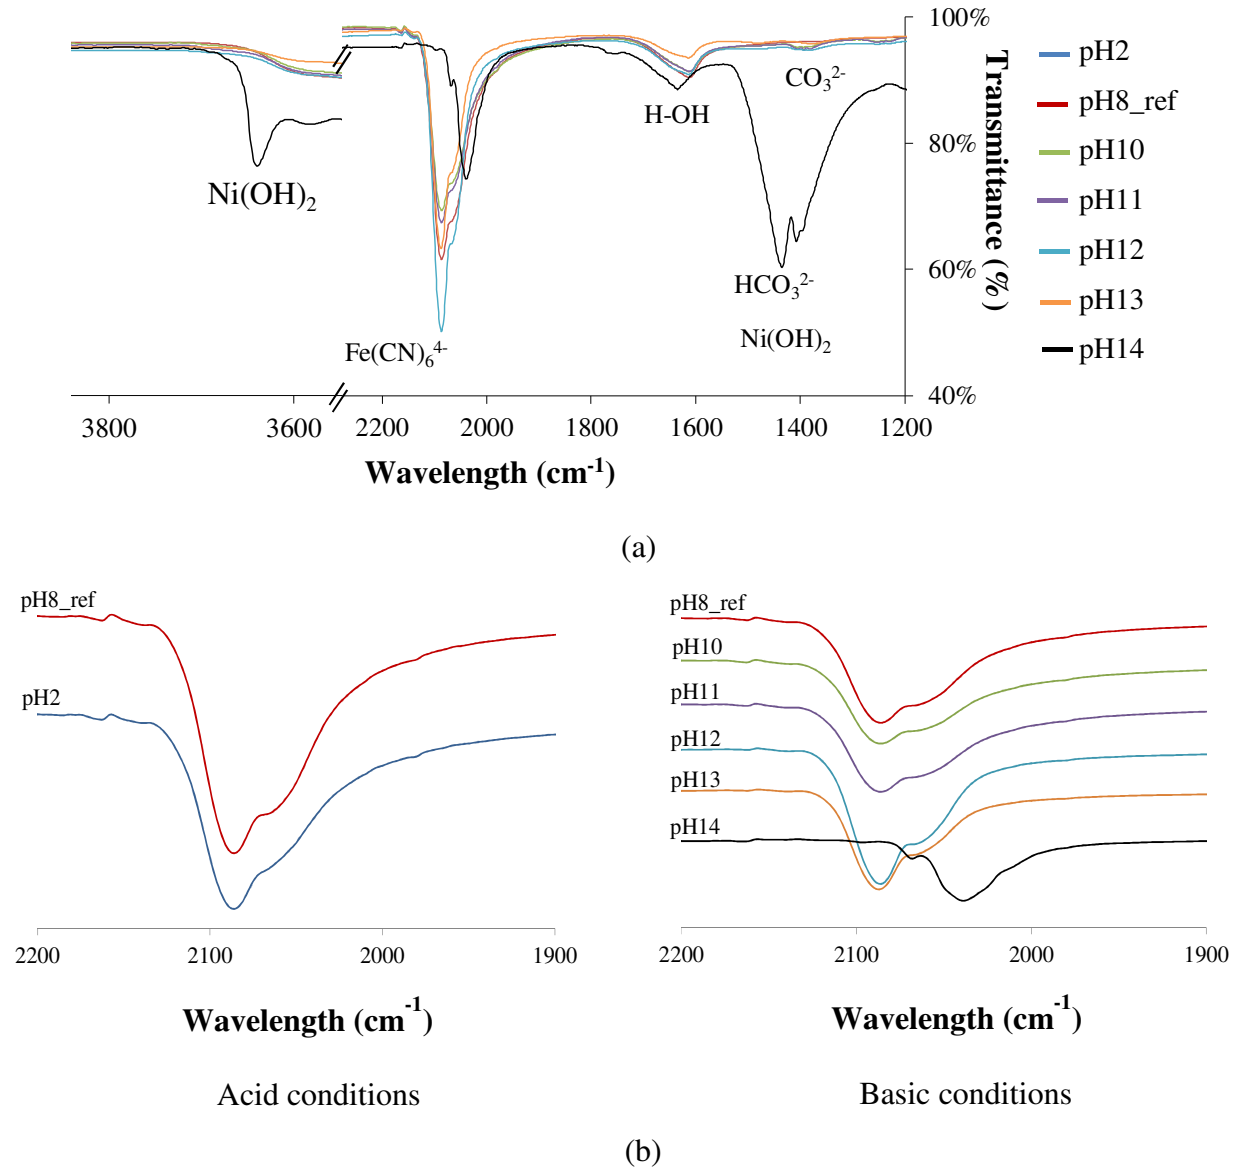 100%
80%
60%
40%
Transmittance (%)
CO₃²⁻
H-OH
Ni(OH)₂
HCO₃²⁻
Ni(OH)₂
Fe(CN)₆⁴⁻
pH2
pH8_ref
pH10
pH11
pH12
pH13
pH14
3800 3600 2200 2000 1800 1600 1400 1200
Wavelength (cm⁻¹)
(a)
pH8_ref
pH2
2200 2100 2000 1900
Wavelength (cm⁻¹)
Acid conditions
pH8_ref
pH10
pH11
pH12
pH13
pH14
2200 2100 2000 1900
Wavelength (cm⁻¹)
Basic conditions
(b)